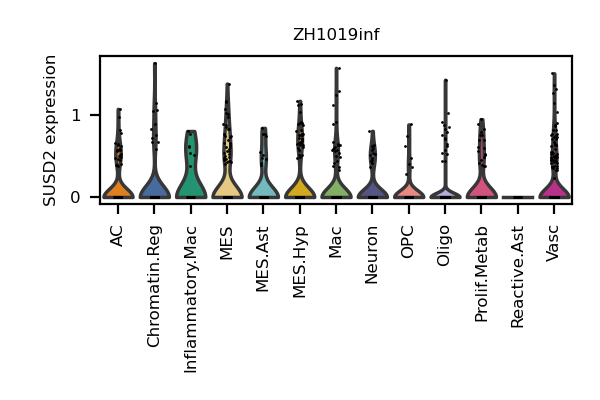 ZH1019inf
SUSD2 expression
1
0
AC
Chromatin.Reg
Inflammatory.Mac
MES
MES.Ast
MES.Hyp
Mac
Neuron
OPC
Oligo
Prolif.Metab
Reactive.Ast
Vasc